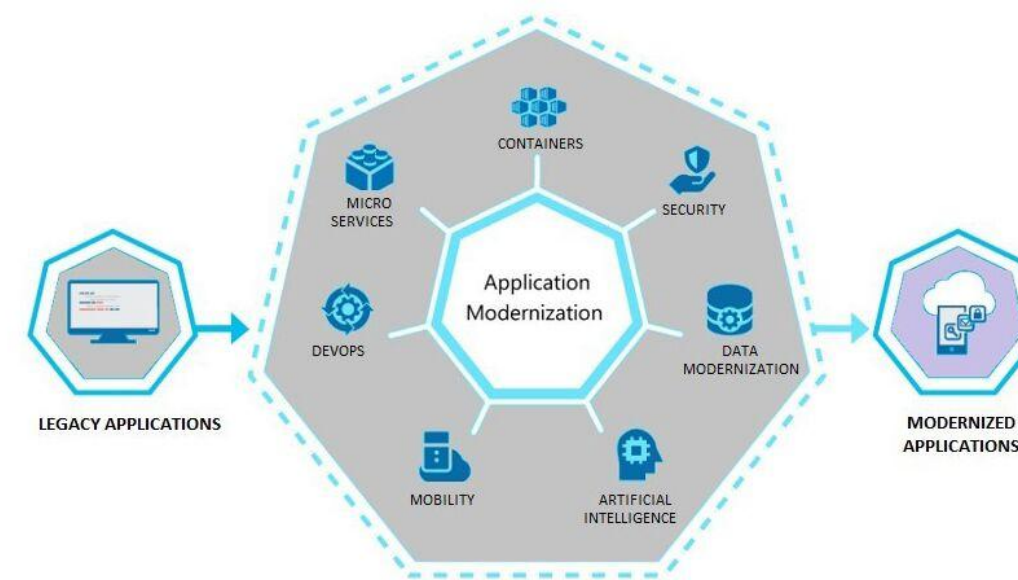 CONTAINERS
MICRO
SERVICES
SECURITY
Application
Modernization
DEVOPS
DATA
MODERNIZATION
LEGACY APPLICATIONS
MODERNIZED
APPLICATIONS
MOBILITY
ARTIFICIAL
INTELLIGENCE